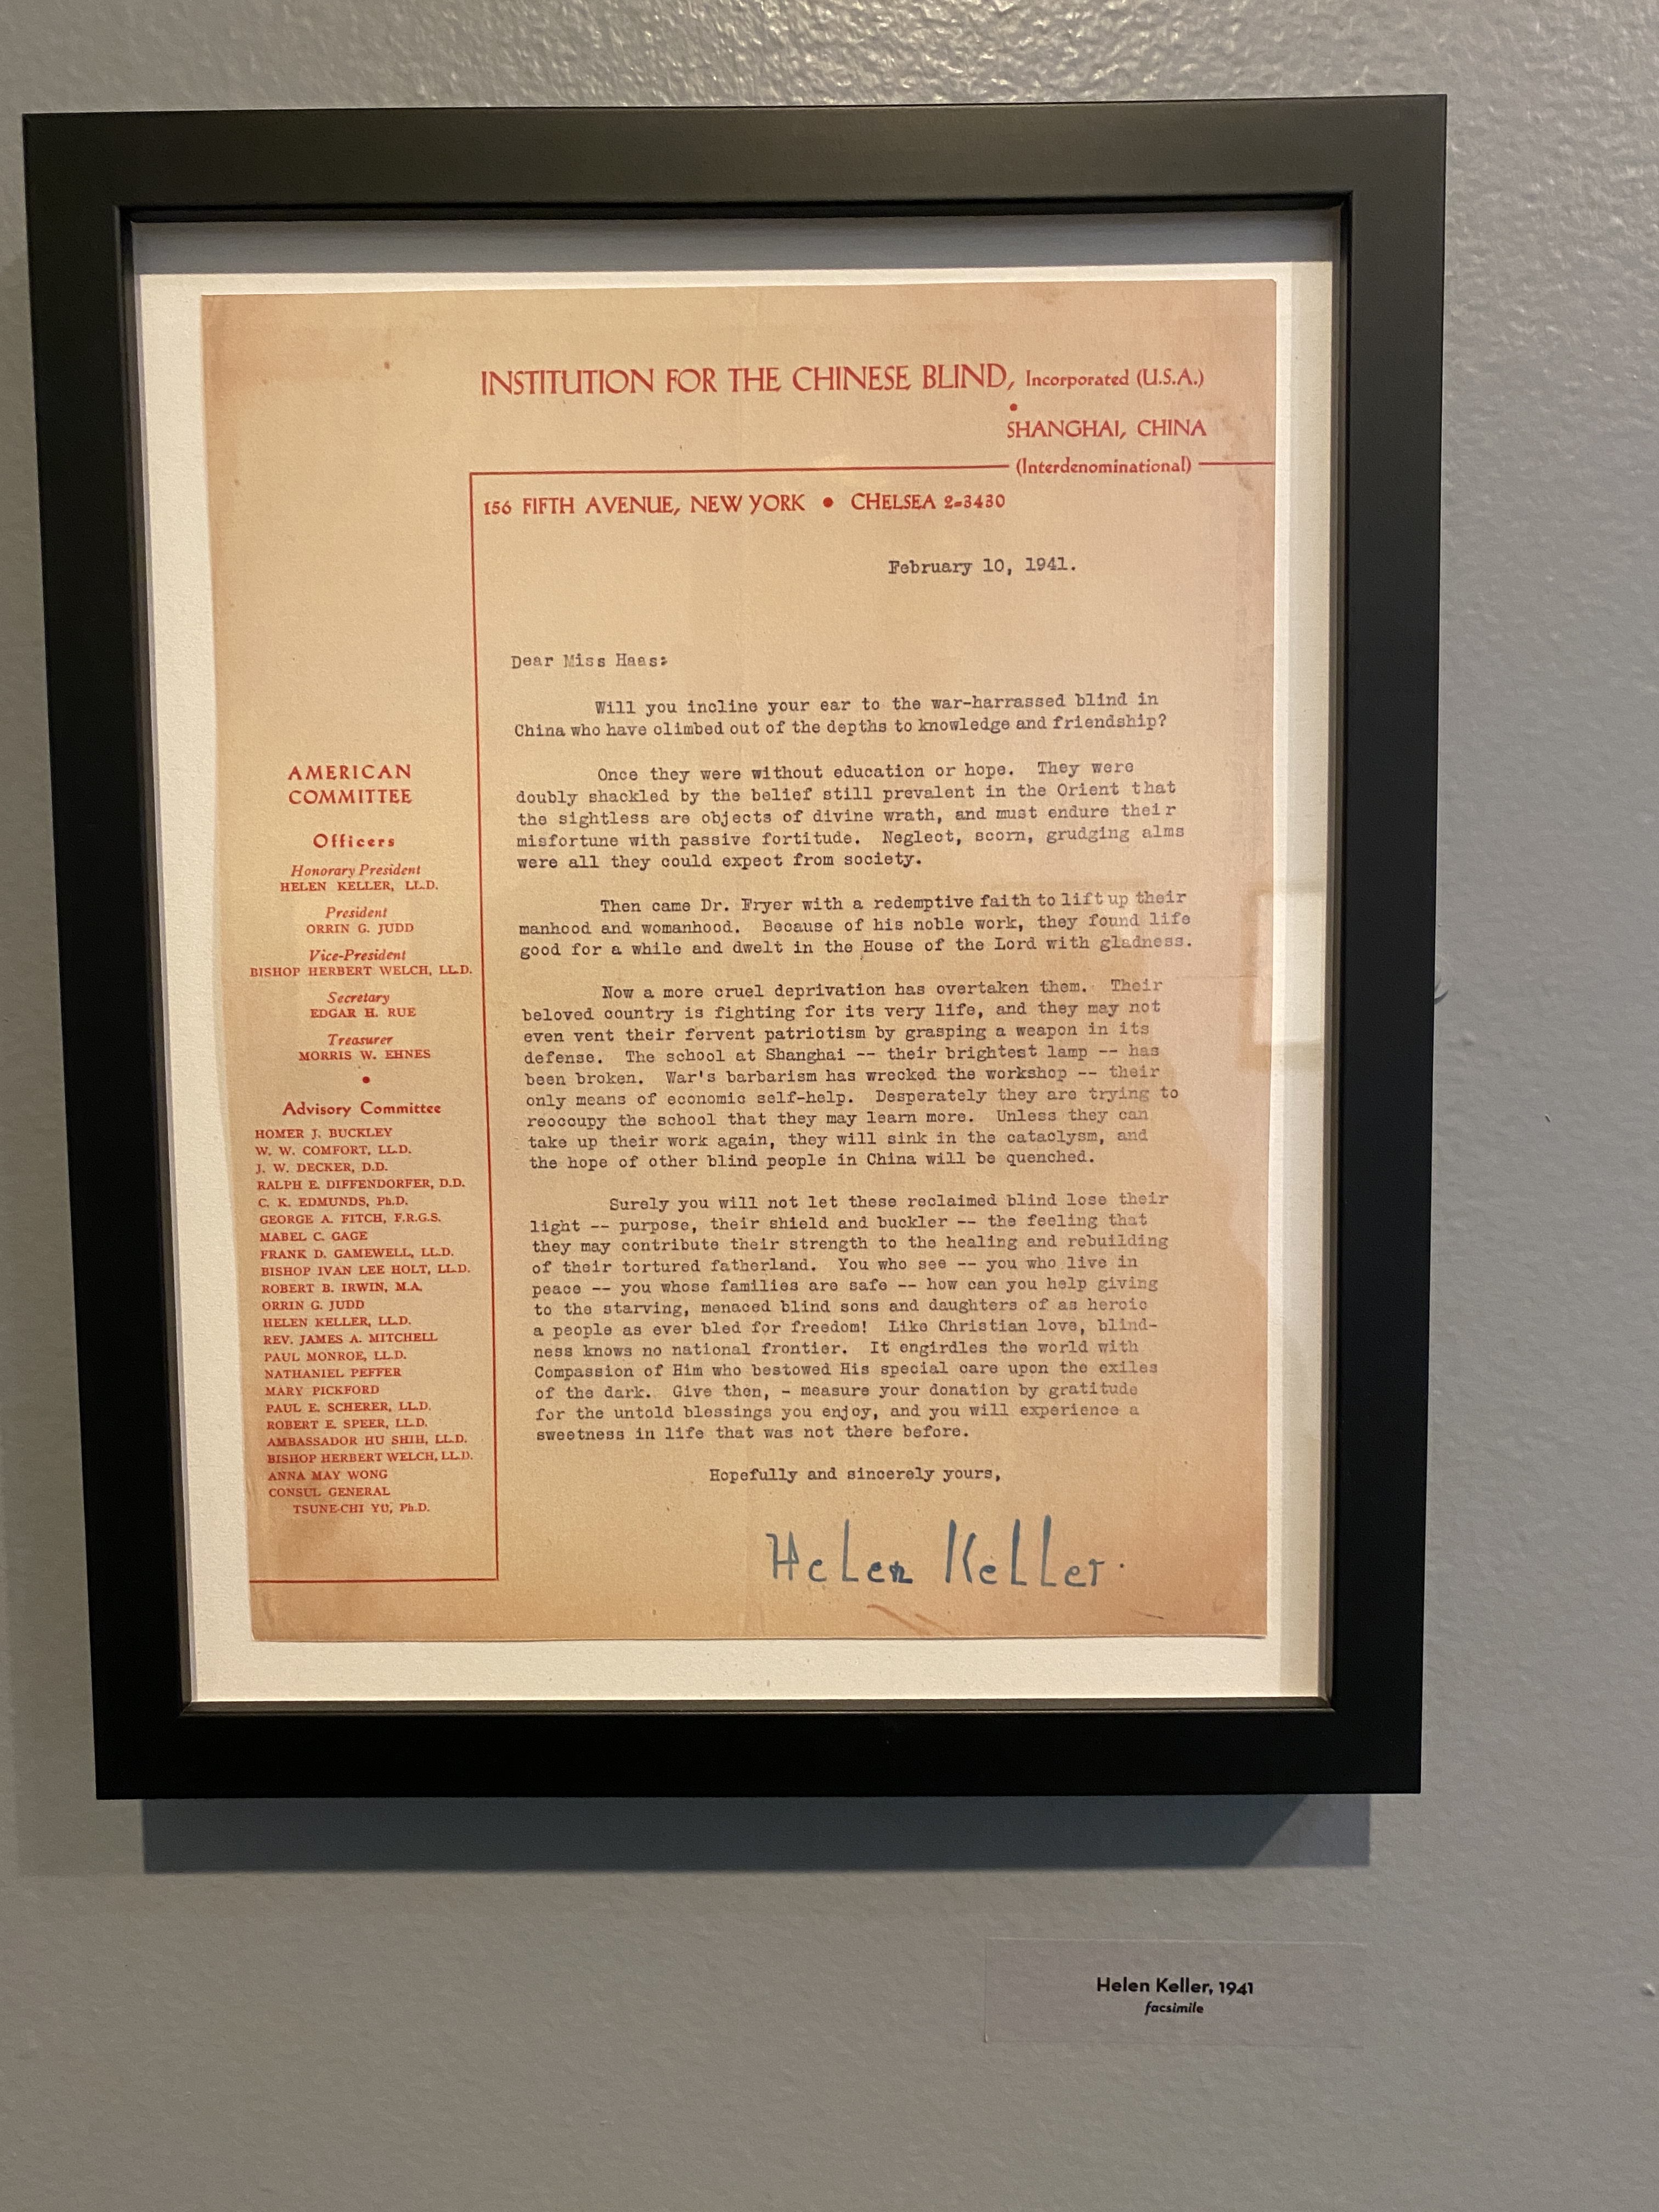 INSTITUTION FOR THE CHINESE BLIND, Incorporated (U.S.A.)
SHANGHAI, CHINA
(Interdenominational)
156 FIFTH AVENUE, NEW YORK • CHELSEA 2-3430
February 10, 1941.
Dear Miss Haas:
Will you incline your ear to the war-harrassed blind in
China who have climbed out of the depths to knowledge and friendship?
Once they were without education or hope. They were
doubly shackled by the belief still prevalent in the Orient that
the sightless are objects of divine wrath, and must endure their
misfortune with passive fortitude. Neglect, scorn, grudging alms
were all they could expect from society.
Then came Dr. Fryer with a redemptive faith to lift up their
manhood and womanhood. Because of his noble work, they found life
good for a while and dwelt in the House of the Lord with gladness.
Now a more cruel deprivation has overtaken them. Their
beloved country is fighting for its very life, and they may not
even vent their fervent patriotism by grasping a weapon in its
defense. The school at Shanghai -- their brightest lamp -- has
been broken. War's barbarism has wrecked the workshop -- their
only means of economic self-help. Desperately they are trying to
reoccupy the school that they may learn more. Unless they can
take up their work again, they will sink in the cataclysm, and
the hope of other blind people in China will be quenched.
Surely you will not let these reclaimed blind lose their
light -- purpose, their shield and buckler -- the feeling that
they may contribute their strength to the healing and rebuilding
of their tortured fatherland. You who see -- you who live in
peace -- you whose families are safe -- how can you help giving
to the starving, menaced blind sons and daughters of as heroic
a people as ever bled for freedom! Like Christian love, blind-
ness knows no national frontier. It engirdles the world with
Compassion of Him who bestowed His special care upon the exiles
of the dark. Give then, - measure your donation by gratitude
for the untold blessings you enjoy, and you will experience a
sweetness in life that was not there before.
Hopefully and sincerely yours,
Helen Keller.
AMERICAN
COMMITTEE
Officers
Honorary President
HELEN KELLER, LL.D.
President
ORRIN G. JUDD
Vice-President
BISHOP HERBERT WELCH, LL.D.
Secretary
EDGAR H. RUE
Treasurer
MORRIS W. EHNES
•
Advisory Committee
HOMER J. BUCKLEY
W. W. COMFORT, LL.D.
J. W. DECKER, D.D.
RALPH E. DIFFENDORFER, D.D.
C. K. EDMUNDS, Ph.D.
GEORGE A. FITCH, F.R.G.S.
MABEL C. GAGE
FRANK D. GAMEWELL, LL.D.
BISHOP IVAN LEE HOLT, LL.D.
ROBERT B. IRWIN, M.A.
ORRIN G. JUDD
HELEN KELLER, LL.D.
REV. JAMES A. MITCHELL
PAUL MONROE, LL.D.
NATHANIEL PEFFER
MARY PICKFORD
PAUL E. SCHERER, LL.D.
ROBERT E. SPEER, LL.D.
AMBASSADOR HU SHIH, LL.D.
BISHOP HERBERT WELCH, LL.D.
ANNA MAY WONG
CONSUL GENERAL
TSUNE-CHI YU, Ph.D.
Helen Keller, 1941
facsimile